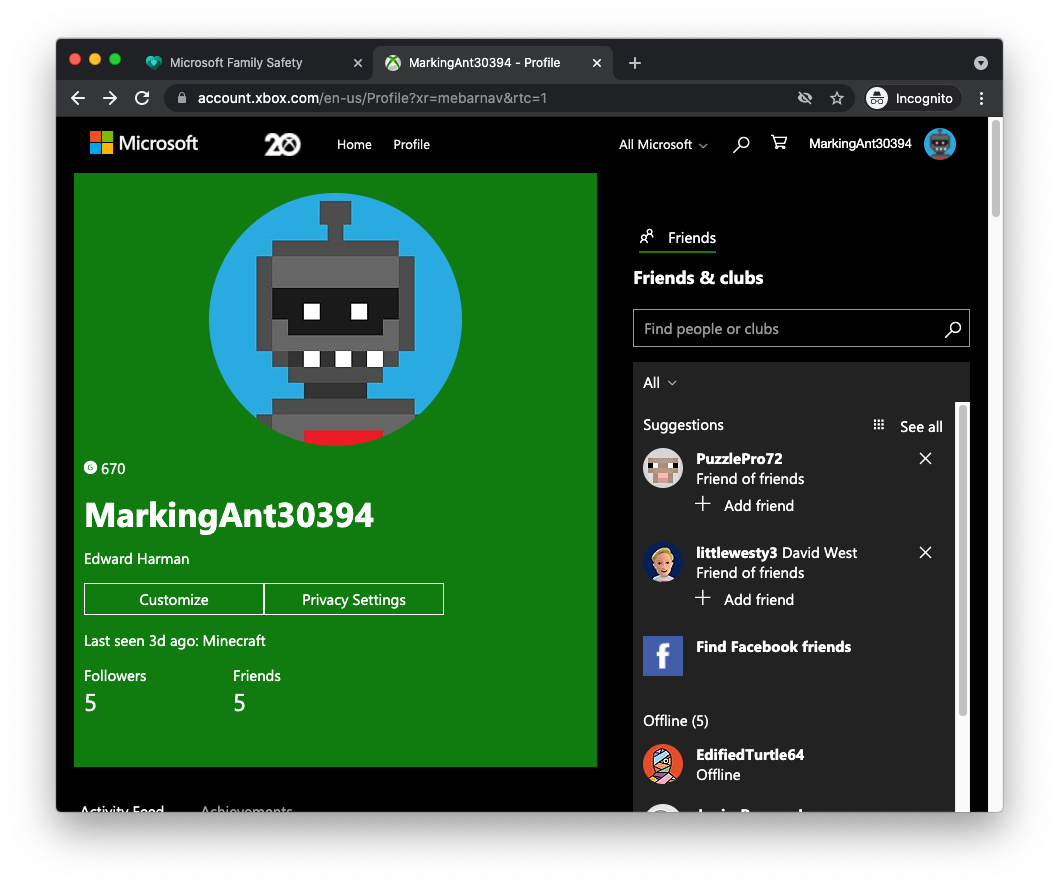 Microsoft Family Safety
MarkingAnt30394 - Profile
account.xbox.com/en-us/Profile?xr=mebarnav&rtc=1
Incognito
Microsoft
20
Home
Profile
All Microsoft
MarkingAnt30394
G 670
MarkingAnt30394
Edward Harman
Customize
Privacy Settings
Last seen 3d ago: Minecraft
Followers
Friends
5
5
Activity Feed
Achievements
Friends
Friends & clubs
Find people or clubs
All
Suggestions
See all
PuzzlePro72
Friend of friends
Add friend
littlewesty3 David West
Friend of friends
Add friend
f
Find Facebook friends
Offline (5)
EdifiedTurtle64
Offline